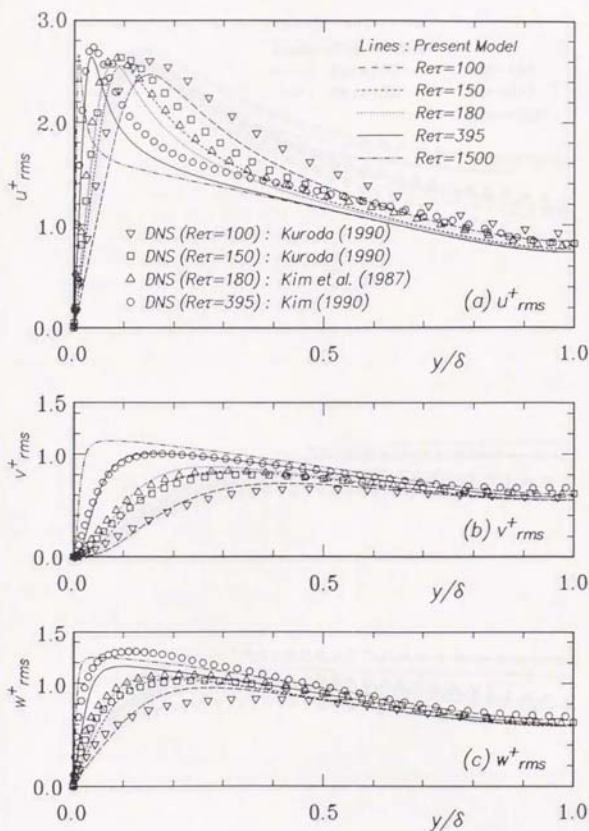 3.0
2.0
1.0
0.0
u⁺rms
Lines : Present Model
Reτ=100
Reτ=150
Reτ=180
Reτ=395
Reτ=1500
▽ DNS (Reτ=100) : Kuroda (1990)
□ DNS (Reτ=150) : Kuroda (1990)
△ DNS (Reτ=180) : Kim et al. (1987)
○ DNS (Reτ=395) : Kim (1990)
(a) u⁺rms
0.0 0.5 1.0
y/δ
1.5
1.0
0.0
v⁺rms
(b) v⁺rms
0.0 0.5 1.0
y/δ
1.5
1.0
0.0
w⁺rms
(c) w⁺rms
0.0 0.5 1.0
y/δ